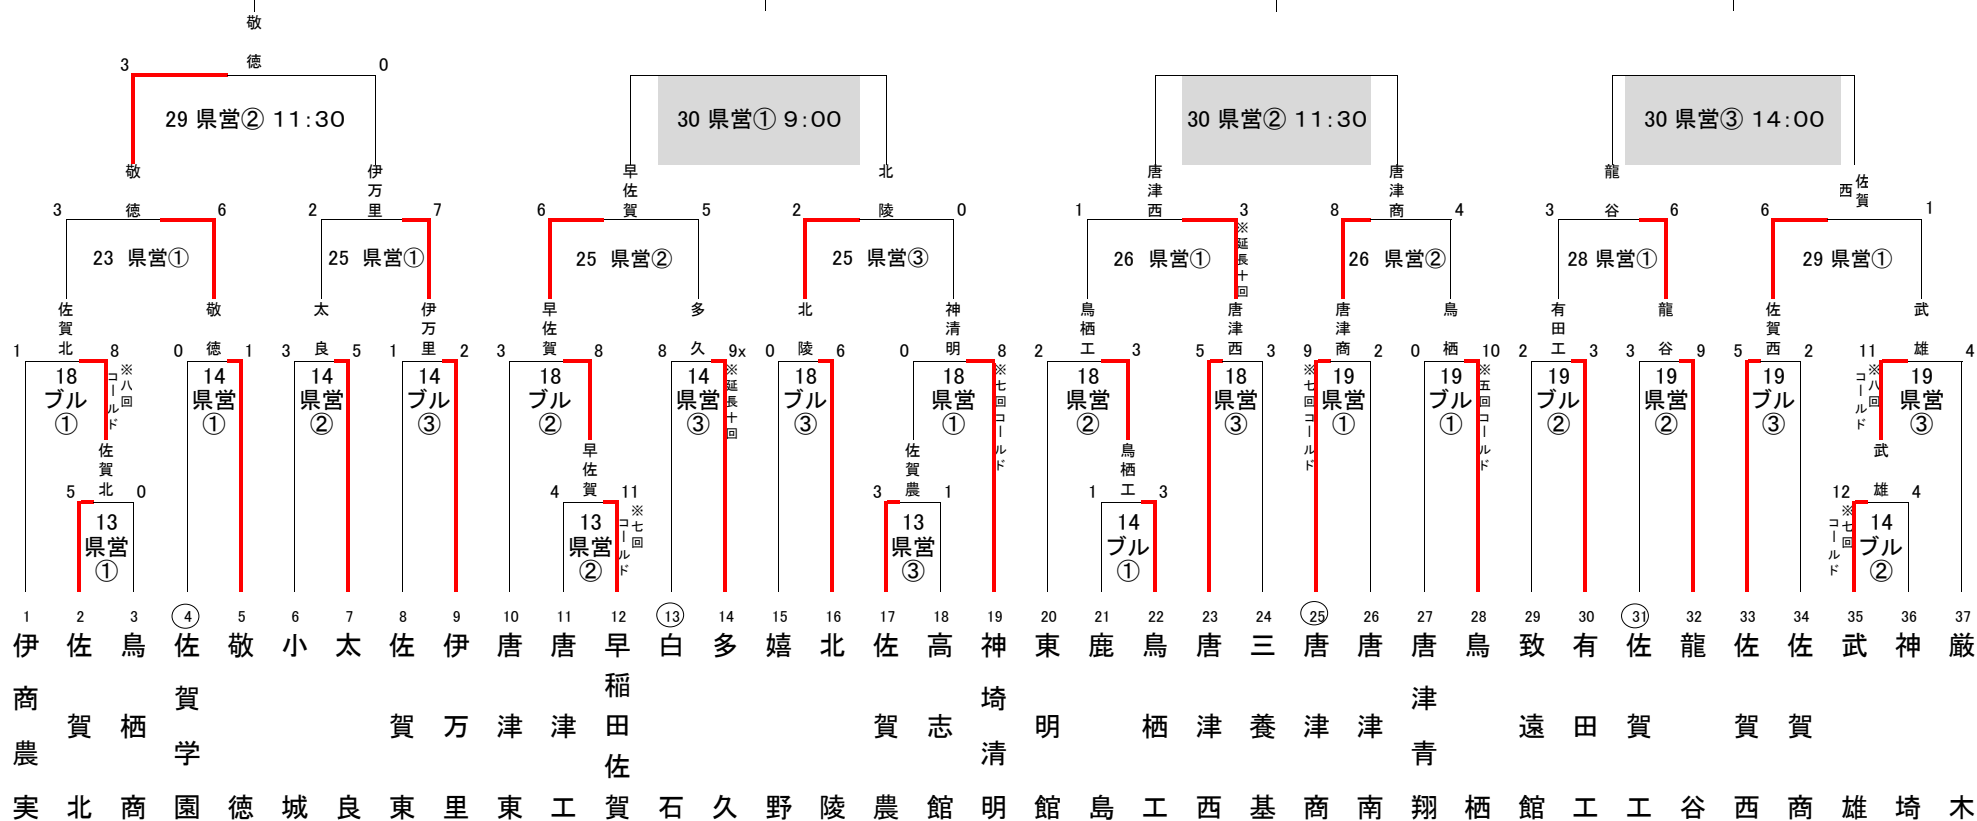 敬徳
3 0
29 県営② 11:30
30 県営① 9:00
30 県営② 11:30
30 県営③ 14:00
敬徳 伊万里 早佐賀 北陵 唐津西 唐津商 龍谷 佐賀西
3 6 2 7 6 5 2 0 1 3 8 4 3 6 6 1
※延長十回
23 県営① 25 県営① 25 県営② 25 県営③ 26 県営① 26 県営② 28 県営① 29 県営①
佐賀北 敬徳 太良 伊万里 早佐賀 多久 北陵 神清明 鳥栖工 唐津西 唐津商 鳥栖 有田工 龍谷 佐賀西 武雄
1 8 0 1 3 5 1 2 3 8 8 9x 0 6 0 8 2 3 5 3 9 2 0 10 2 3 3 9 5 2 11 4
18 ブル ①
※八回コールド
14 県営 ①
14 県営 ②
14 ブル ③
18 ブル ②
14 県営 ③
※延長十回
18 ブル ③
18 県営 ①
※七回コールド
18 県営 ②
18 県営 ③
※七回コールド
19 県営 ①
19 ブル ①
※五回コールド
19 ブル ②
19 県営 ②
19 ブル ③
※八回コールド
19 県営 ③
佐賀北 早佐賀 佐賀農 鳥栖工 武雄
5 0 4 11 3 1 1 3 12 4
13 県営 ①
13 県営 ②
※七回コールド
13 県営 ③
14 ブル ①
※七回コールド
14 ブル ②
1 伊商農実
2 佐賀北
3 鳥栖商
4 佐賀学園
5 敬徳
6 小城
7 太良
8 佐賀東
9 伊万里
10 唐津東
11 唐津工
12 早稲田佐賀
13 白石
14 多久
15 嬉野
16 北陵
17 佐賀農
18 高志館
19 神埼清明
20 東明館
21 鹿島
22 鳥栖工
23 唐津西
24 三養基
25 唐津商
26 唐津南
27 唐津青翔
28 鳥栖
29 致遠館
30 有田工
31 佐賀工
32 龍谷
33 佐賀西
34 佐賀商
35 武雄
36 神埼
37 厳木